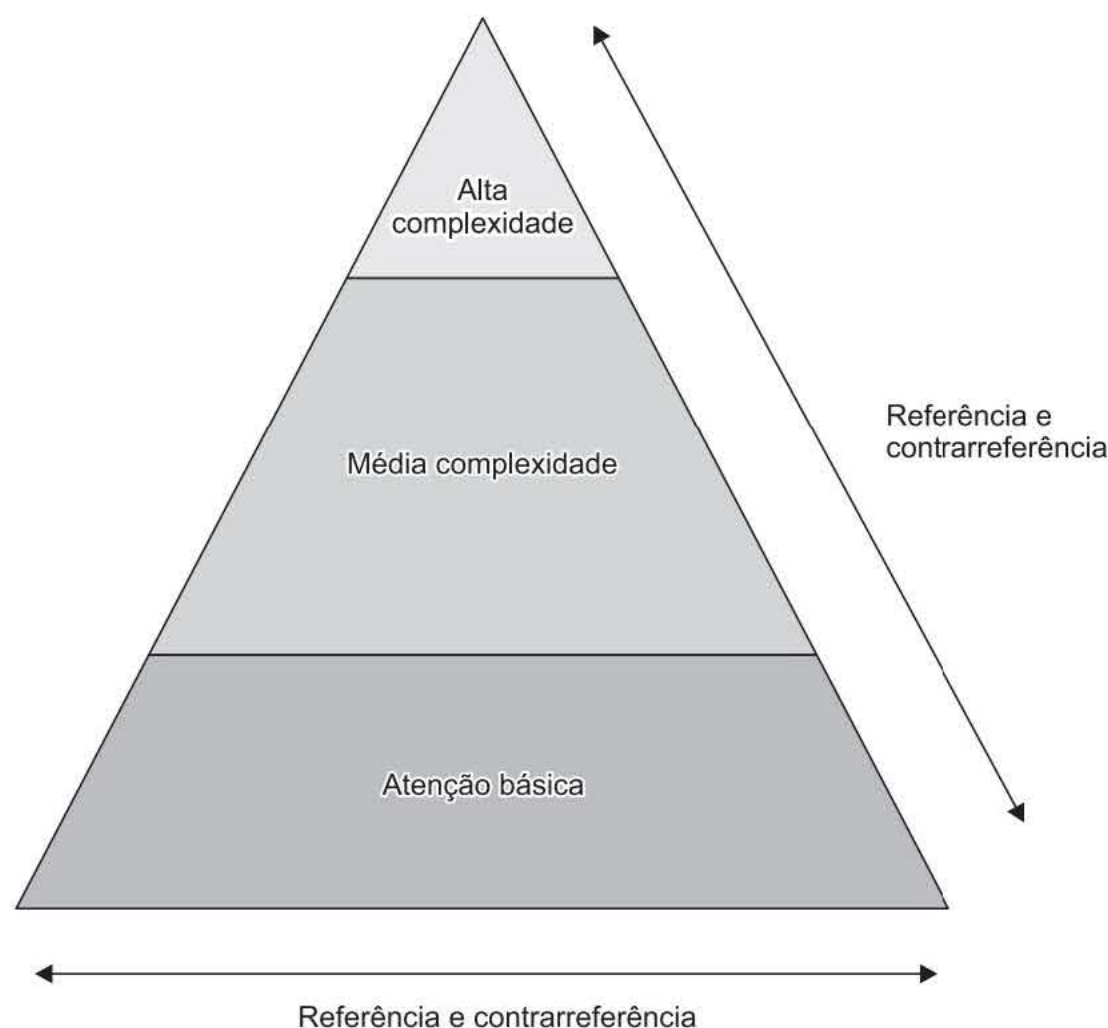 Alta
complexidade
Referência e
contrarreferência
Média complexidade
Atenção básica
Referência e contrarreferência